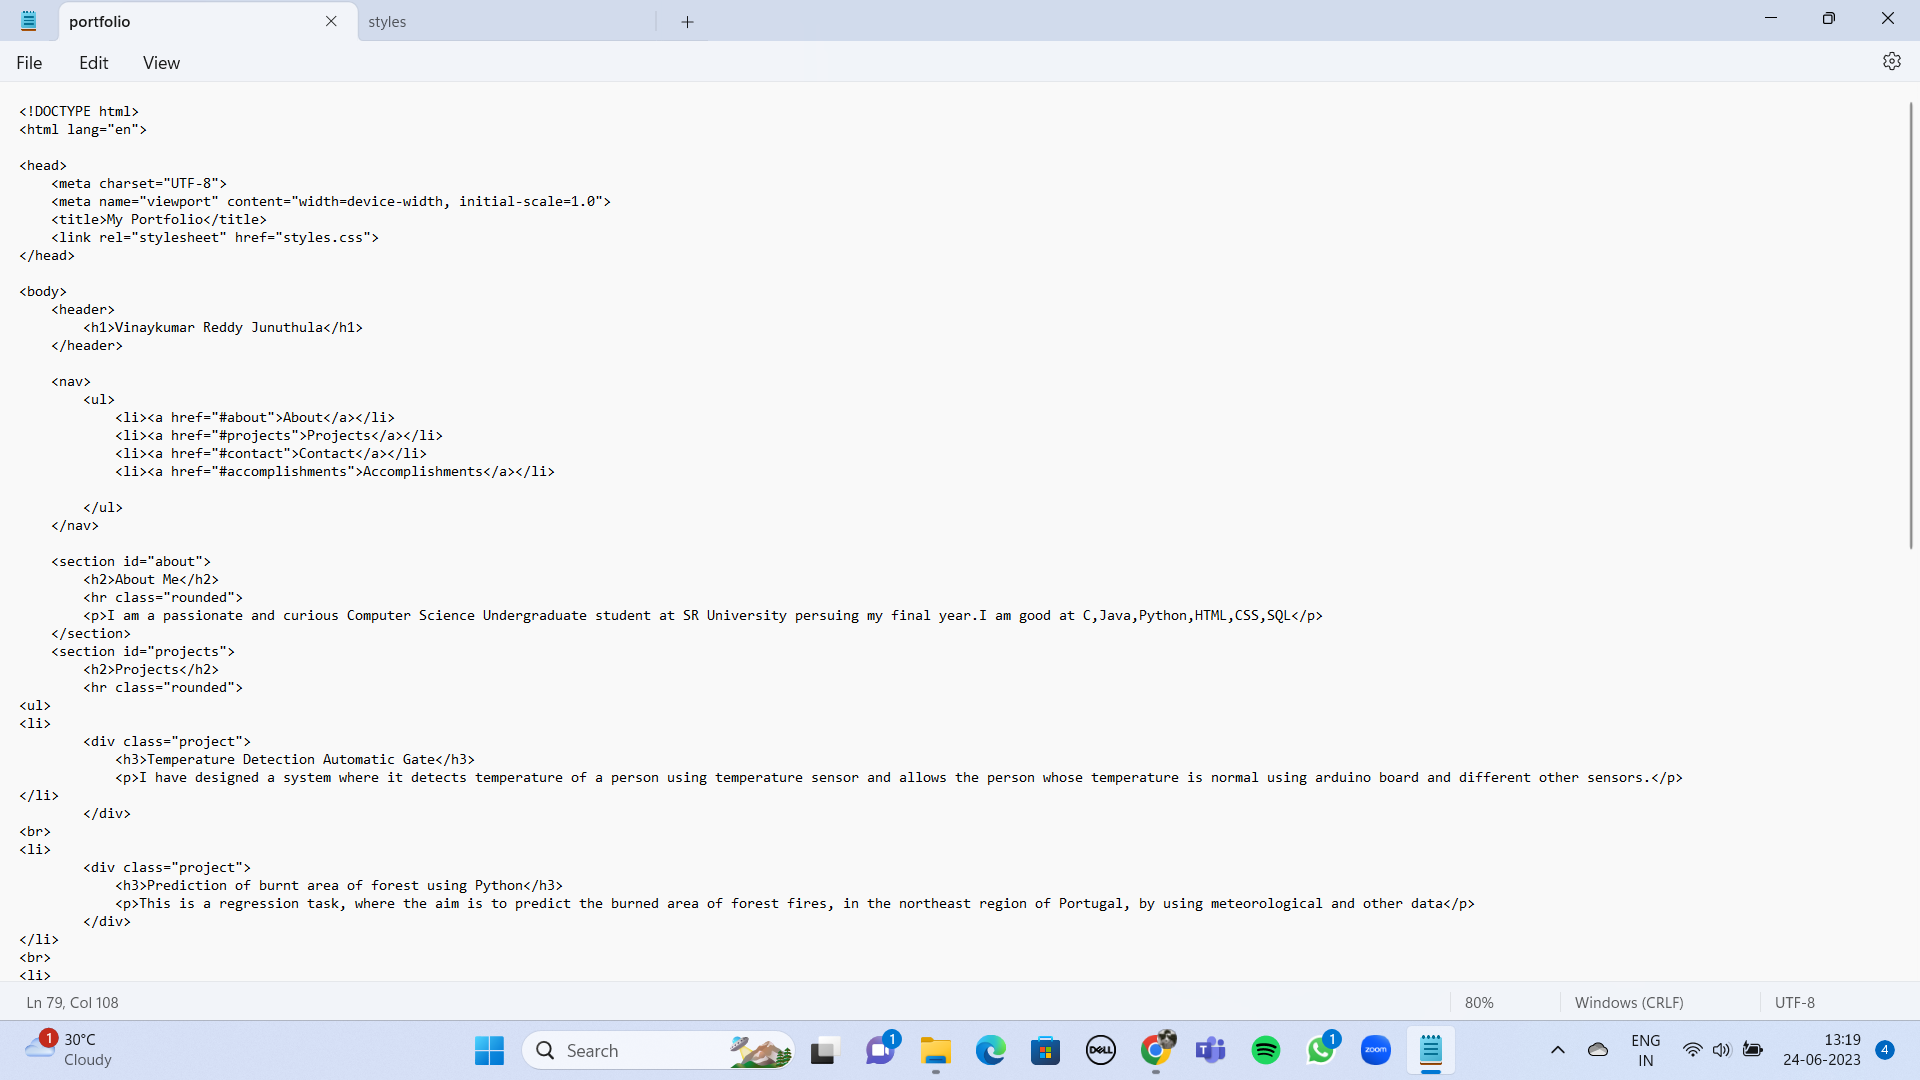 portfolio
styles
File Edit View
<!DOCTYPE html>
<html lang="en">
<head>
    <meta charset="UTF-8">
    <meta name="viewport" content="width=device-width, initial-scale=1.0">
    <title>My Portfolio</title>
    <link rel="stylesheet" href="styles.css">
</head>
<body>
    <header>
        <h1>Vinaykumar Reddy Junuthula</h1>
    </header>
    <nav>
        <ul>
            <li><a href="#about">About</a></li>
            <li><a href="#projects">Projects</a></li>
            <li><a href="#contact">Contact</a></li>
            <li><a href="#accomplishments">Accomplishments</a></li>
        </ul>
    </nav>
    <section id="about">
        <h2>About Me</h2>
        <hr class="rounded">
        <p>I am a passionate and curious Computer Science Undergraduate student at SR University persuing my final year.I am good at C,Java,Python,HTML,CSS,SQL</p>
    </section>
    <section id="projects">
        <h2>Projects</h2>
        <hr class="rounded">
<ul>
<li>
        <div class="project">
            <h3>Temperature Detection Automatic Gate</h3>
            <p>I have designed a system where it detects temperature of a person using temperature sensor and allows the person whose temperature is normal using arduino board and different other sensors.</p>
</li>
        </div>
<br>
<li>
        <div class="project">
            <h3>Prediction of burnt area of forest using Python</h3>
            <p>This is a regression task, where the aim is to predict the burned area of forest fires, in the northeast region of Portugal, by using meteorological and other data</p>
        </div>
</li>
<br>
<li>
Ln 79, Col 108
80%
Windows (CRLF)
UTF-8
1
30°C
Cloudy
Search
1
DELL
1
zoom
ENG
IN
13:19
24-06-2023
4